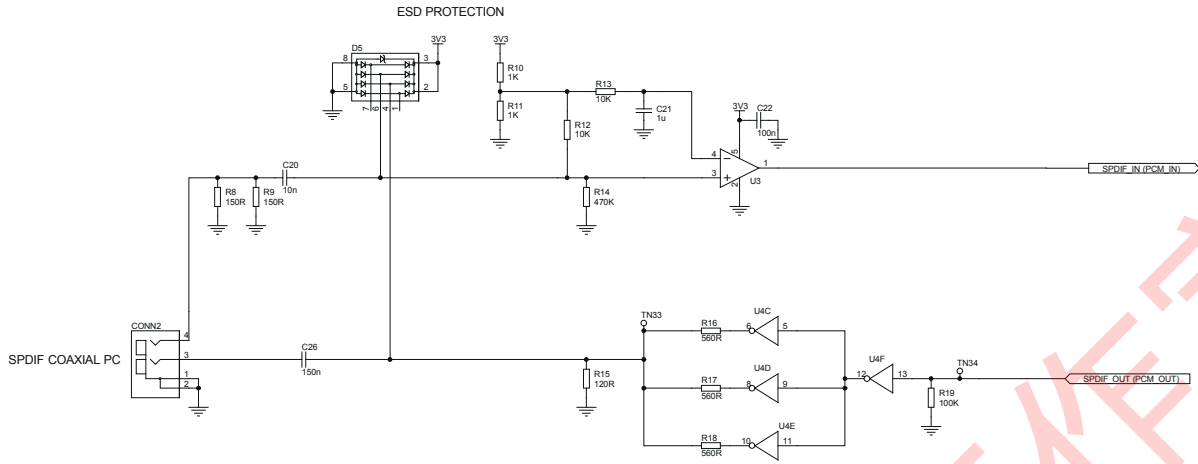 ESD PROTECTION
D5
3V3
8
3
5
2
7
6
4
1
3V3
R10
1K
R11
1K
R13
10K
C21
1u
R12
10K
3V3
C22
100n
4
5
3
2
1
U3
SPDIF_IN (PCM_IN)
C20
10n
R8
150R
R9
150R
R14
470K
CONN2
4
3
1
2
SPDIF COAXIAL PC
C26
150n
R15
120R
TN33
R16
560R
U4C
6
5
R17
560R
U4D
8
9
R18
560R
U4E
10
11
U4F
12
13
TN34
R19
100K
SPDIF_OUT (PCM_OUT)
作